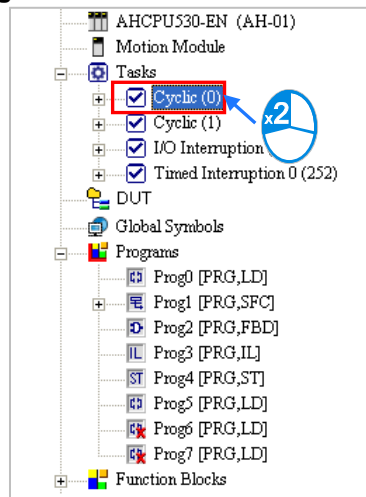 AHCPU530-EN (AH-01)
Motion Module
Tasks
Cyclic (0)
x2
Cyclic (1)
I/O Interruption
Timed Interruption 0 (252)
DUT
Global Symbols
Programs
Prog0 [PRG,LD]
Prog1 [PRG,SFC]
Prog2 [PRG,FBD]
IL Prog3 [PRG,IL]
ST Prog4 [PRG,ST]
Prog5 [PRG,LD]
Prog6 [PRG,LD]
Prog7 [PRG,LD]
Function Blocks